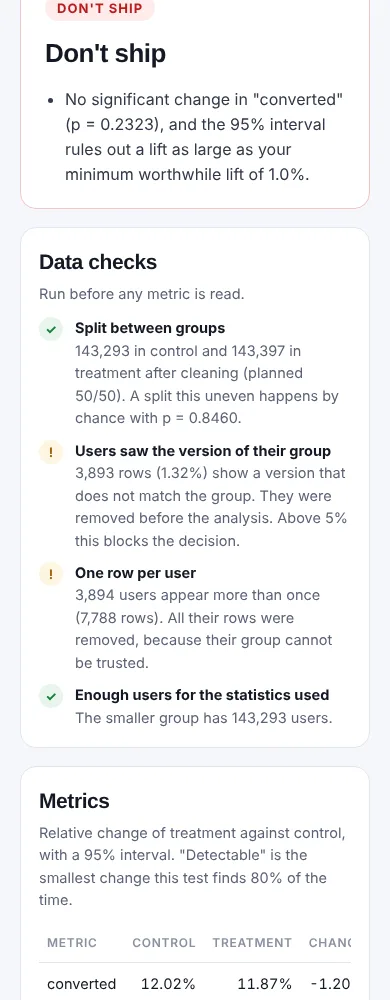 DON'T SHIP
Don't ship
• No significant change in "converted"
(p = 0.2323), and the 95% interval
rules out a lift as large as your
minimum worthwhile lift of 1.0%.
Data checks
Run before any metric is read.
Split between groups
143,293 in control and 143,397 in
treatment after cleaning (planned
50/50). A split this uneven happens by
chance with p = 0.8460.
! Users saw the version of their group
3,893 rows (1.32%) show a version that
does not match the group. They were
removed before the analysis. Above 5%
this blocks the decision.
! One row per user
3,894 users appear more than once
(7,788 rows). All their rows were
removed, because their group cannot
be trusted.
Enough users for the statistics used
The smaller group has 143,293 users.
Metrics
Relative change of treatment against control,
with a 95% interval. "Detectable" is the
smallest change this test finds 80% of the
time.
METRIC CONTROL TREATMENT CHANG
converted 12.02% 11.87% -1.20